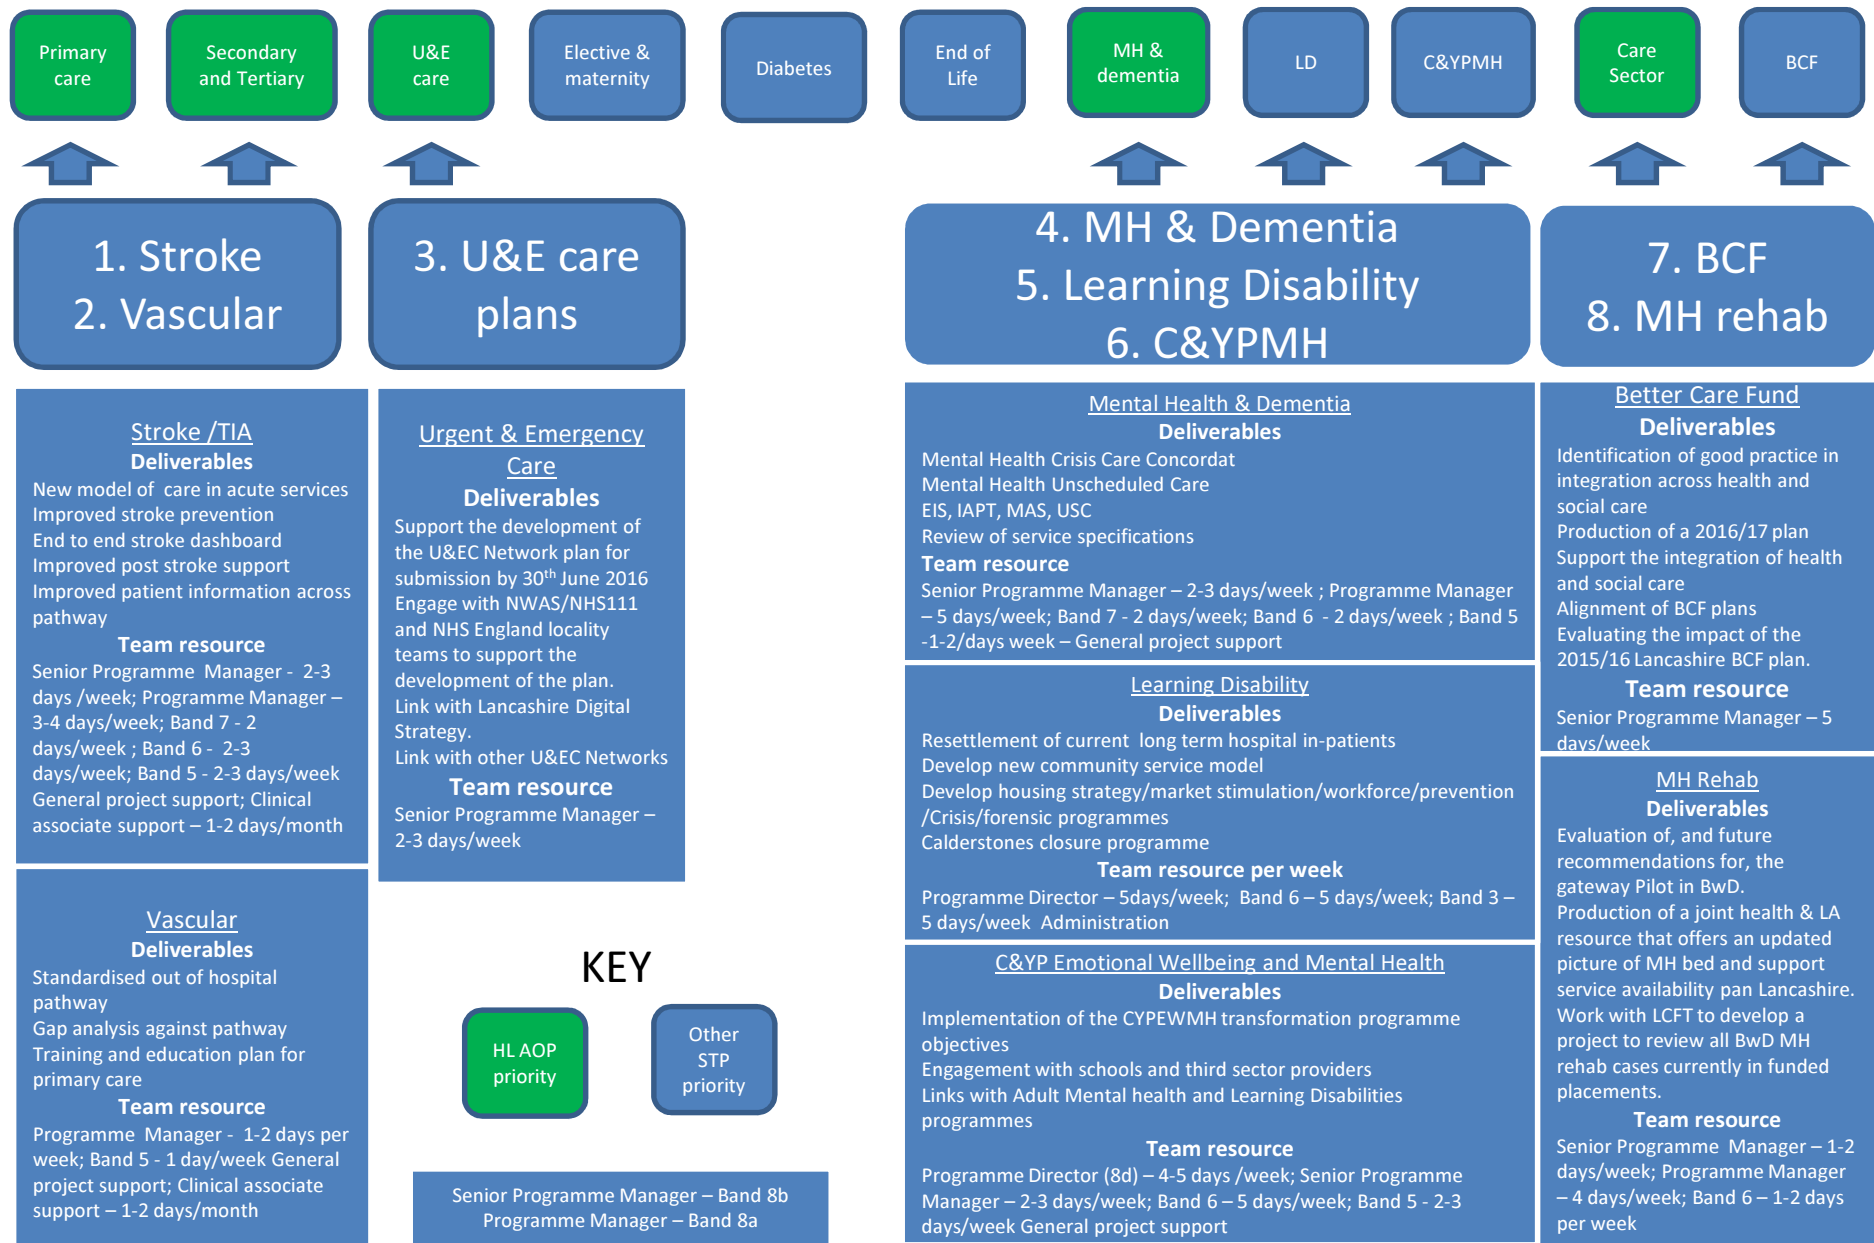 Primary
care
Secondary
and Tertiary
U&E
care
Elective &
maternity
Diabetes
End of
Life
MH &
dementia
LD
C&YPMH
Care
Sector
BCF
1. Stroke
2. Vascular
3. U&E care
plans
4. MH & Dementia
5. Learning Disability
6. C&YPMH
7. BCF
8. MH rehab
Stroke /TIA
Deliverables
New model of care in acute services
Improved stroke prevention
End to end stroke dashboard
Improved post stroke support
Improved patient information across
pathway
Team resource
Senior Programme Manager - 2-3
days /week; Programme Manager –
3-4 days/week; Band 7 - 2
days/week ; Band 6 - 2-3
days/week; Band 5 - 2-3 days/week
General project support; Clinical
associate support – 1-2 days/month
Vascular
Deliverables
Standardised out of hospital
pathway
Gap analysis against pathway
Training and education plan for
primary care
Team resource
Programme Manager - 1-2 days per
week; Band 5 - 1 day/week General
project support; Clinical associate
support – 1-2 days/month
Urgent & Emergency
Care
Deliverables
Support the development of
the U&EC Network plan for
submission by 30th June 2016
Engage with NWAS/NHS111
and NHS England locality
teams to support the
development of the plan.
Link with Lancashire Digital
Strategy.
Link with other U&EC Networks
Team resource
Senior Programme Manager –
2-3 days/week
KEY
HL AOP
priority
Other
STP
priority
Senior Programme Manager – Band 8b
Programme Manager – Band 8a
Mental Health & Dementia
Deliverables
Mental Health Crisis Care Concordat
Mental Health Unscheduled Care
EIS, IAPT, MAS, USC
Review of service specifications
Team resource
Senior Programme Manager – 2-3 days/week ; Programme Manager
– 5 days/week; Band 7 - 2 days/week; Band 6 - 2 days/week ; Band 5
-1-2/days week – General project support
Learning Disability
Deliverables
Resettlement of current long term hospital in-patients
Develop new community service model
Develop housing strategy/market stimulation/workforce/prevention
/Crisis/forensic programmes
Calderstones closure programme
Team resource per week
Programme Director – 5days/week; Band 6 – 5 days/week; Band 3 –
5 days/week Administration
C&YP Emotional Wellbeing and Mental Health
Deliverables
Implementation of the CYPEWMH transformation programme
objectives
Engagement with schools and third sector providers
Links with Adult Mental health and Learning Disabilities
programmes
Team resource
Programme Director (8d) – 4-5 days /week; Senior Programme
Manager – 2-3 days/week; Band 6 – 5 days/week; Band 5 - 2-3
days/week General project support
Better Care Fund
Deliverables
Identification of good practice in
integration across health and
social care
Production of a 2016/17 plan
Support the integration of health
and social care
Alignment of BCF plans
Evaluating the impact of the
2015/16 Lancashire BCF plan.
Team resource
Senior Programme Manager – 5
days/week
MH Rehab
Deliverables
Evaluation of, and future
recommendations for, the
gateway Pilot in BwD.
Production of a joint health & LA
resource that offers an updated
picture of MH bed and support
service availability pan Lancashire.
Work with LCFT to develop a
project to review all BwD MH
rehab cases currently in funded
placements.
Team resource
Senior Programme Manager – 1-2
days/week; Programme Manager
– 4 days/week; Band 6 – 1-2 days
per week